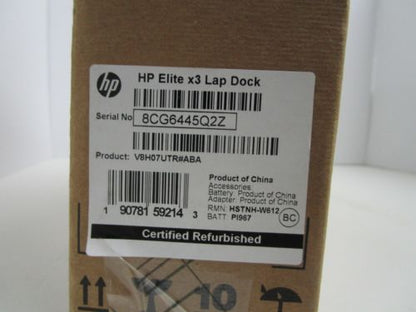 hp
HP Elite x3 Lap Dock
Serial No 8CG6445Q2Z
Product: V8H07UTR#ABA
Product of China
Accessories
Battery: Product of China
Adapter: Product of China
RMN: HSTNH-W612
BATT: PI967
BC
1 90781 59214 3
Certified Refurbished
10